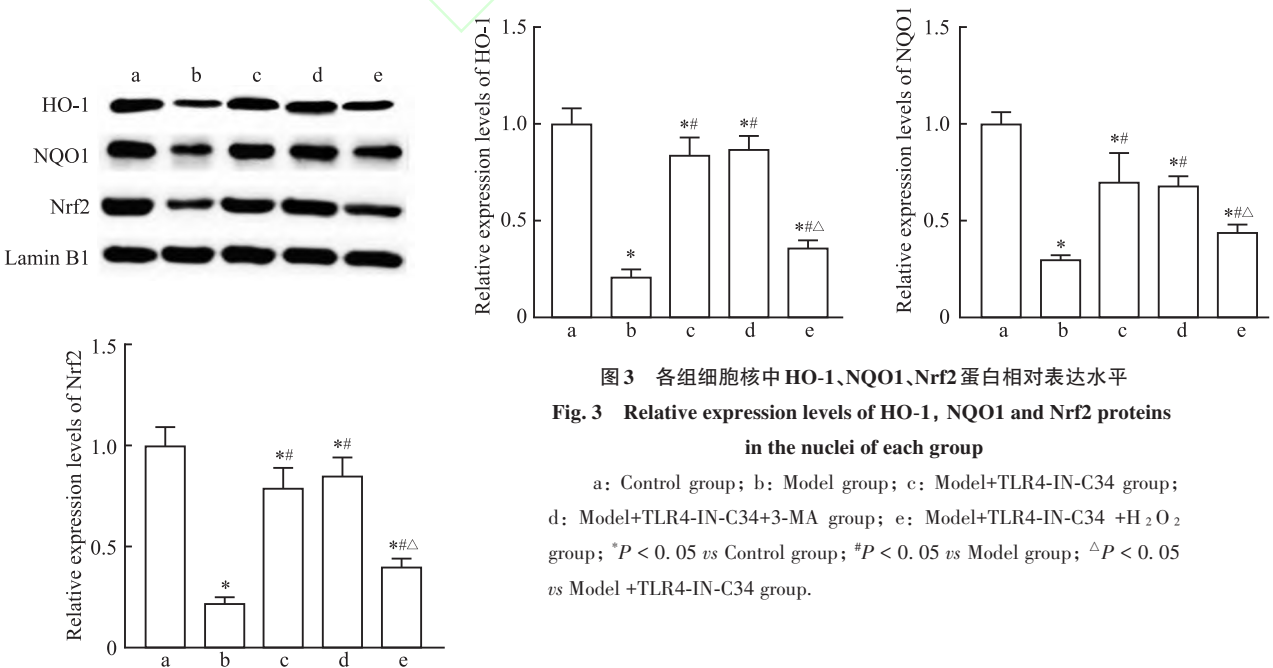 a b c d e
HO-1
NQO1
Nrf2
Lamin B1
Relative expression levels of HO-1
1.5
1.0
0.5
0
*
*#
*#
*#△
a b c d e
Relative expression levels of NQO1
1.5
1.0
0.5
0
*
*#
*#
*#△
a b c d e
Relative expression levels of Nrf2
1.5
1.0
0.5
0
*
*#
*#
*#△
a b c d e
图3 各组细胞核中HO-1、NQO1、Nrf2蛋白相对表达水平
Fig. 3 Relative expression levels of HO-1, NQO1 and Nrf2 proteins
in the nuclei of each group
a: Control group; b: Model group; c: Model+TLR4-IN-C34 group;
d: Model+TLR4-IN-C34+3-MA group; e: Model+TLR4-IN-C34 +H₂O₂
group; *P < 0.05 vs Control group; #P < 0.05 vs Model group; △P < 0.05
vs Model +TLR4-IN-C34 group.